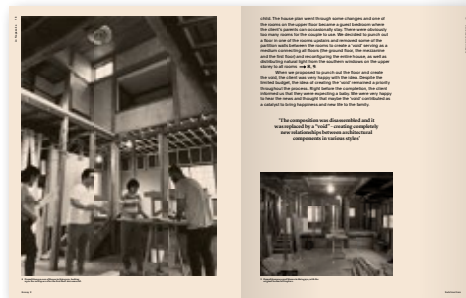 child. The house plan went through some changes and one of
the rooms on the upper floor became a guest bedroom where
the client's parents can occasionally stay. There were obviously
too many rooms for the couple to use. We decided to punch out
a floor in one of the rooms upstairs and removed some of the
partition walls between the rooms to create a 'void' serving as a
medium connecting all floors (the ground floor, the mezzanine
and the first floor) and reconfiguring the entire house, as well as
distributing natural light from the southern windows on the upper
storey to all rooms
When we proposed to punch out the floor and create
the void, the client was very happy with the idea. Despite the
limited budget, the idea of creating the 'void' remained a priority
throughout the process. Right before the completion, the client
informed us that they were expecting a baby. We were very happy
to hear the news and thought that maybe the 'void' contributed as
a catalyst to bring happiness and new life to the family.
'The composition was disassembled and it
was replaced by a "void" – creating completely
new relationships between architectural
components in various styles'